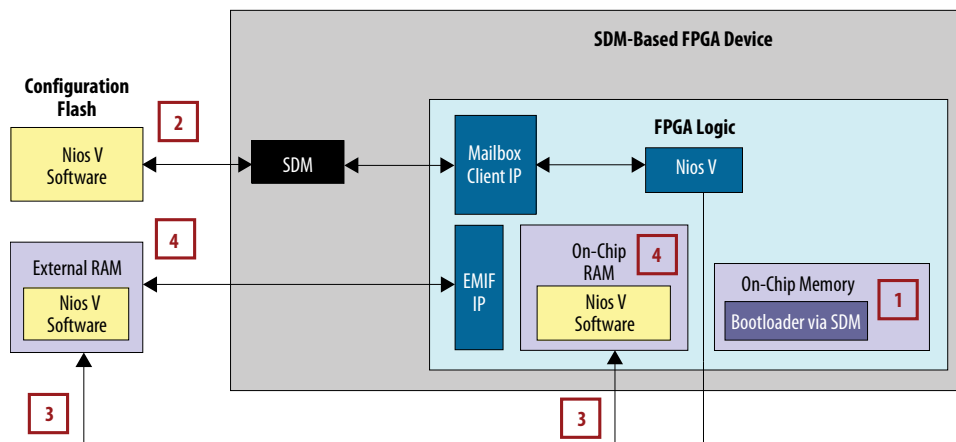 SDM-Based FPGA Device
Configuration
Flash
2
Nios V
Software
SDM
FPGA Logic
Mailbox
Client IP
Nios V
4
External RAM
Nios V
Software
EMIF
IP
On-Chip
RAM
4
Nios V
Software
On-Chip Memory
1
Bootloader via SDM
3
3